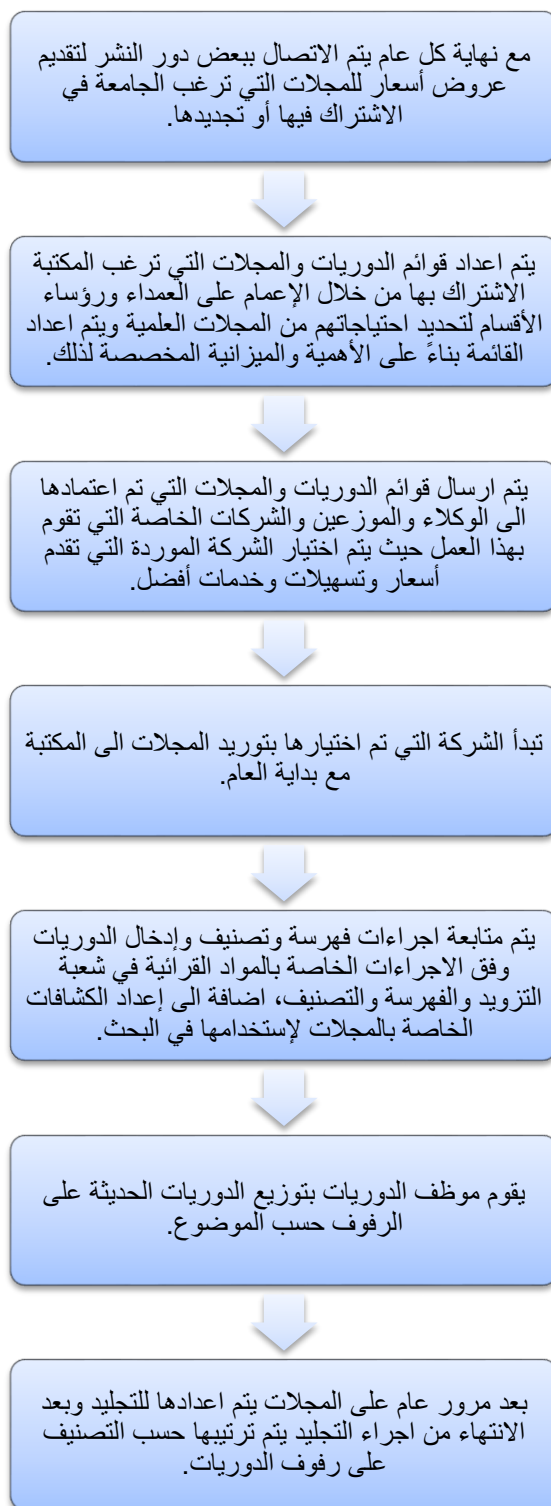 مع نهاية كل عام يتم الاتصال ببعض دور النشر لتقديم
عروض أسعار للمجلات التي ترغب الجامعة في
الاشتراك فيها أو تجديدها.
يتم اعداد قوائم الدوريات والمجلات التي ترغب المكتبة
الاشتراك بها من خلال الإعمام على العمداء ورؤساء
الأقسام لتحديد احتياجاتهم من المجلات العلمية ويتم اعداد
القائمة بناءً على الأهمية والميزانية المخصصة لذلك.
يتم ارسال قوائم الدوريات والمجلات التي تم اعتمادها
الى الوكلاء والموزعين والشركات الخاصة التي تقوم
بهذا العمل حيث يتم اختيار الشركة الموردة التي تقدم
أسعار وتسهيلات وخدمات أفضل.
تبدأ الشركة التي تم اختيارها بتوريد المجلات الى المكتبة
مع بداية العام.
يتم متابعة اجراءات فهرسة وتصنيف وإدخال الدوريات
وفق الاجراءات الخاصة بالمواد القرائية في شعبة
التزويد والفهرسة والتصنيف، اضافة الى إعداد الكشافات
الخاصة بالمجلات لإستخدامها في البحث.
يقوم موظف الدوريات بتوزيع الدوريات الحديثة على
الرفوف حسب الموضوع.
بعد مرور عام على المجلات يتم اعدادها للتجليد وبعد
الانتهاء من اجراء التجليد يتم ترتيبها حسب التصنيف
على رفوف الدوريات.